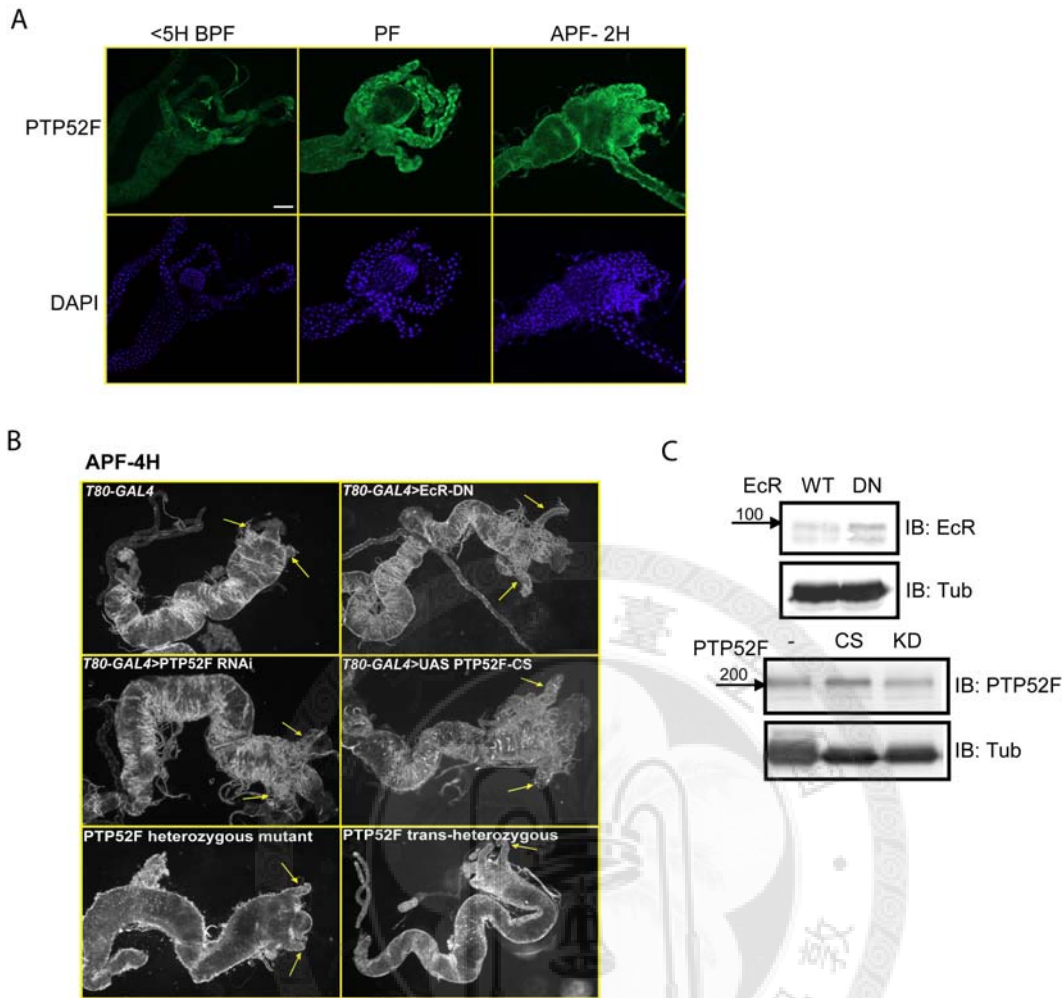 A
<5H BPF PF APF- 2H
PTP52F
DAPI
B
APF-4H
T80-GAL4
T80-GAL4>EcR-DN
T80-GAL4>PTP52F RNAi
T80-GAL4>UAS PTP52F-CS
PTP52F heterozygous mutant
PTP52F trans-heterozygous
C
EcR WT DN
100
IB: EcR
IB: Tub
PTP52F - CS KD
200
IB: PTP52F
IB: Tub